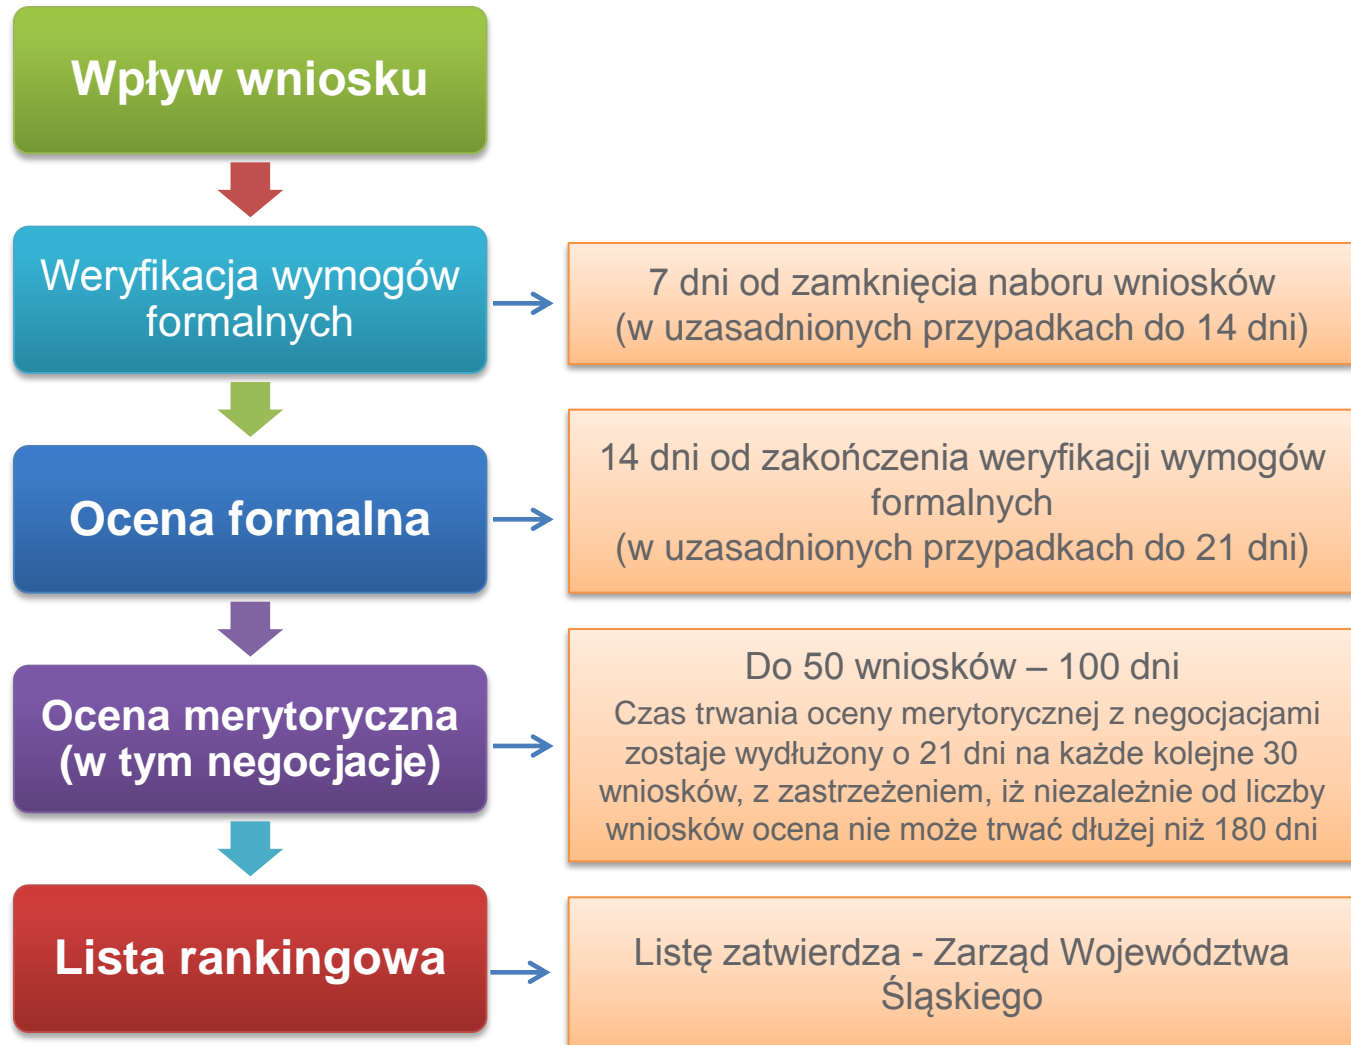 Wpływ wniosku
Weryfikacja wymogów
formalnych
7 dni od zamknięcia naboru wniosków
(w uzasadnionych przypadkach do 14 dni)
Ocena formalna
14 dni od zakończenia weryfikacji wymogów
formalnych
(w uzasadnionych przypadkach do 21 dni)
Ocena merytoryczna
(w tym negocjacje)
Do 50 wniosków – 100 dni
Czas trwania oceny merytorycznej z negocjacjami
zostaje wydłużony o 21 dni na każde kolejne 30
wniosków, z zastrzeżeniem, iż niezależnie od liczby
wniosków ocena nie może trwać dłużej niż 180 dni
Lista rankingowa
Listę zatwierdza - Zarząd Województwa
Śląskiego